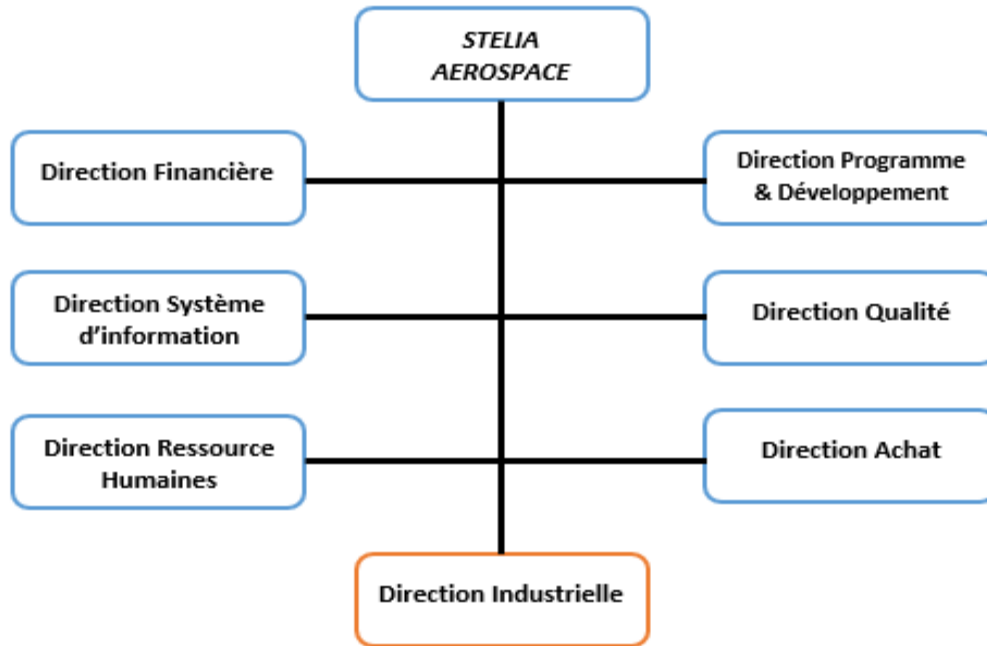 STELIA
AEROSPACE
Direction Financière
Direction Programme
& Développement
Direction Système
d'information
Direction Qualité
Direction Ressource
Humaines
Direction Achat
Direction Industrielle